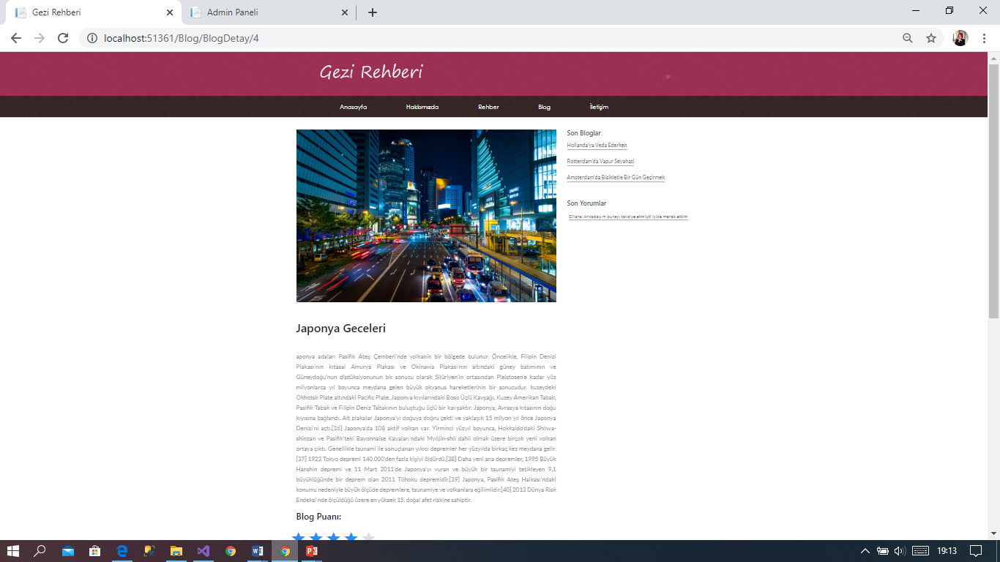 Gezi Rehberi
Admin Paneli
localhost:51361/Blog/BlogDetay/4
Gezi Rehberi
Anasayfa
Hakkımızda
Rehber
Blog
İletişim
Japonya Geceleri
aponya adaları Pasifik Ateş Çemberi'nde volkanik bir bölgede bulunur. Öncelikle, Filipin Denizi
Plakası'nın kıtasal Amurya Plakası ve Okinawa Plakası'nın altındaki güney batımının ve
Güneydoğu'nun diptüksiyonunun bir sonucu olarak Silüriyen'in ortasından Pleistosen'e kadar yüz
milyonlarca yıl boyunca meydana gelen büyük okyanus hareketlerinin bir sonucudur. kuzeydeki
Okhotsk Plate altındaki Pacific Plate. Japonya kıyılarındaki Boso Üçlü Kavşağı, Kuzey Amerikan Tabak,
Pasifik Tabak ve Filipin Deniz Tabakının buluştuğu üçlü bir kavşaktır. Japonya, Avrasya kıtasının doğu
kıyısına bağlandı. Alt plakalar Japonya'yı doğuya doğru çekti ve yaklaşık 15 milyon yıl önce Japonya
Denizi'ni açtı.[36] Japonya'da 108 aktif volkan var. Yirminci yüzyıl boyunca, Hokkaido'daki Shōwa-
shinzan ve Pasifik'teki Bayonnaise Kayaları'ndaki Myōjin-shō dahil olmak üzere birçok yeni volkan
ortaya çıktı. Genellikle tsunami ile sonuçlanan yıkıcı depremler her yüzyılda birkaç kez meydana gelir.
[37] 1923 Tokyo depremi 140.000'den fazla kişiyi öldürdü.[38] Daha yeni ana depremler, 1995 Büyük
Hanshin depremi ve 11 Mart 2011'de Japonya'yı vuran ve büyük bir tsunamiyi tetikleyen 9,1
büyüklüğünde bir deprem olan 2011 Tōhoku depremidir.[39] Japonya, Pasifik Ateş Halkası'ndaki
konumu nedeniyle büyük ölçüde depremlere, tsunamiye ve volkanlara eğilimlidir.[40] 2013 Dünya Risk
Endeksi'nde ölçüldüğü üzere en yüksek 15. doğal afet riskine sahiptir.
Blog Puanı:
Son Bloglar
Hollanda'ya Veda Ederken
Rotterdam'da Vapur Seyahati
Amsterdam'da Bisikletle Bir Gün Geçirmek
Son Yorumlar
Dilara: Arkadaşım burayı tavsiye etmişti iyice merak ettim
19:13